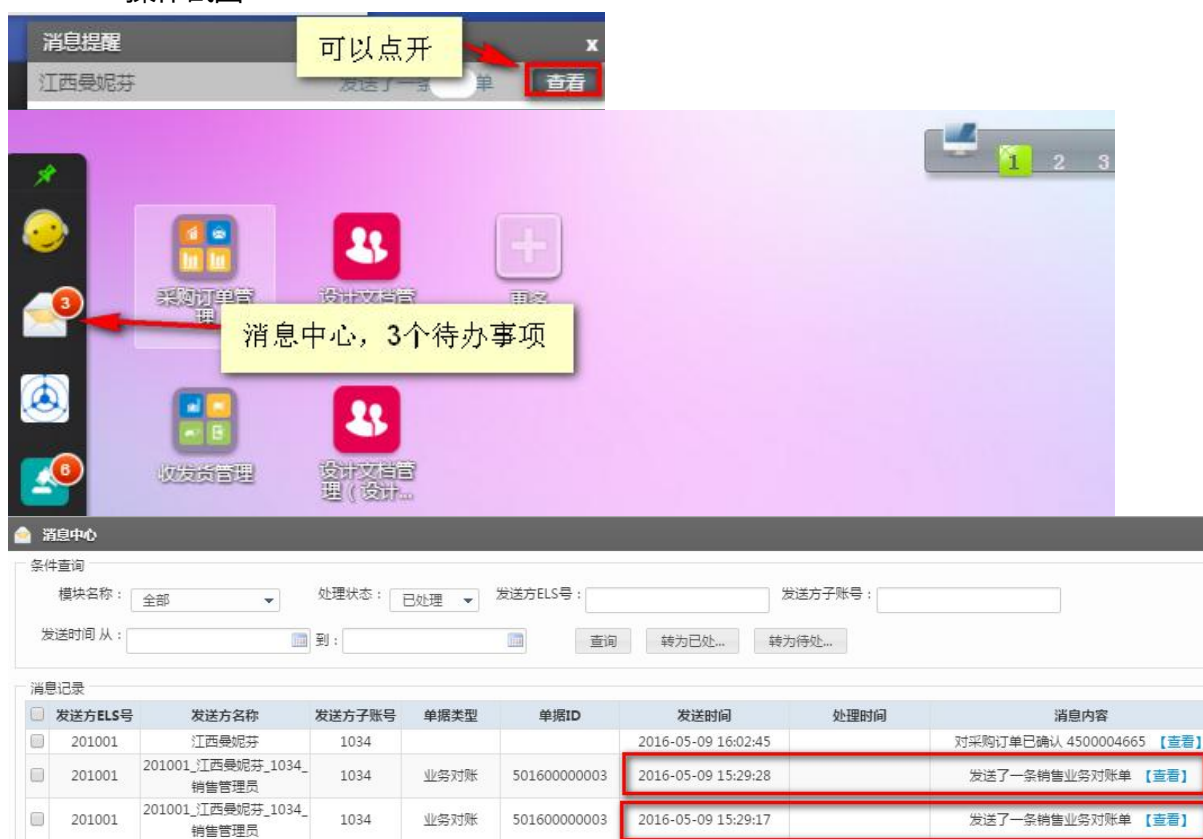 消息提醒
可以点开
x
江西曼妮芬
发送了一条
单
查看
1 2 3
3
采购订单管
理
设计文档管
更多
消息中心，3个待办事项
6
收发货管理
设计文档管
理（设计...
消息中心
条件查询
模块名称： 全部 处理状态： 已处理 发送方ELS号： 发送方子账号：
发送时间 从： 到： 查询 转为已处... 转为待处...
消息记录
发送方ELS号 发送方名称 发送方子账号 单据类型 单据ID 发送时间 处理时间 消息内容
201001 江西曼妮芬 1034 2016-05-09 16:02:45 对采购订单已确认 4500004665 【查看】
201001 201001_江西曼妮芬_1034_ 1034 业务对账 501600000003 2016-05-09 15:29:28 发送了一条销售业务对账单 【查看】
销售管理员
201001 201001_江西曼妮芬_1034_ 1034 业务对账 501600000003 2016-05-09 15:29:17 发送了一条销售业务对账单 【查看】
销售管理员